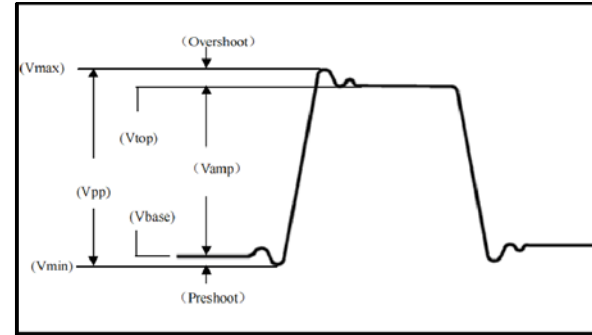 (Overshoot)
(Vmax)
(Vtop)
(Vamp)
(Vpp)
(Vbase)
(Vmin)
(Preshoot)